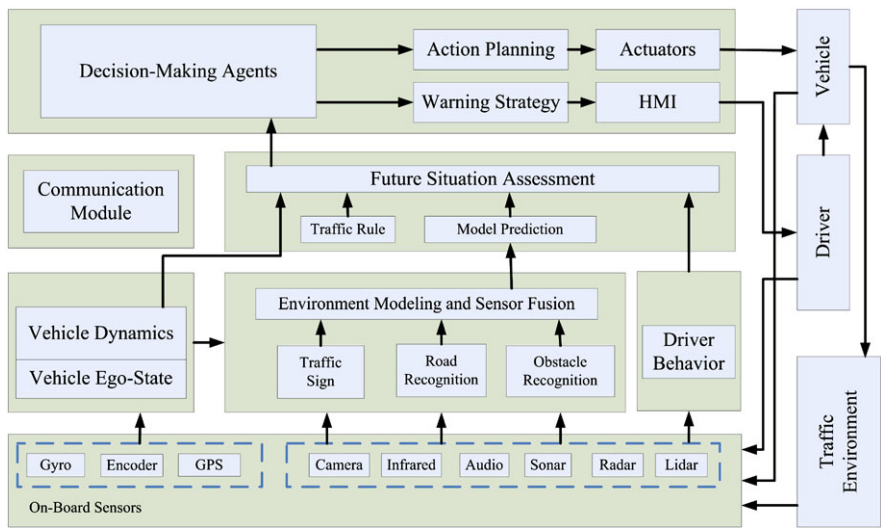 Decision-Making Agents
Action Planning
Actuators
Warning Strategy
HMI
Vehicle
Communication
Module
Future Situation Assessment
Traffic Rule
Model Prediction
Driver
Vehicle Dynamics
Vehicle Ego-State
Environment Modeling and Sensor Fusion
Traffic
Sign
Road
Recognition
Obstacle
Recognition
Driver
Behavior
Traffic
Environment
Gyro
Encoder
GPS
Camera
Infrared
Audio
Sonar
Radar
Lidar
On-Board Sensors